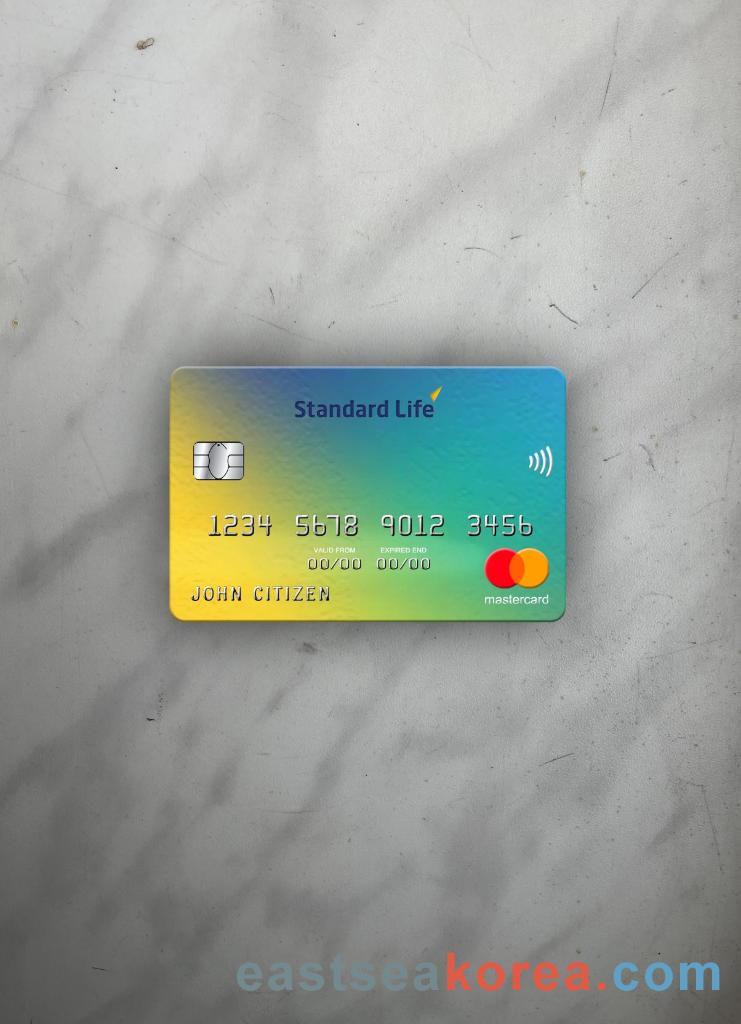 Standard Life
1234 5678 9012 3456
VALID FROM EXPIRED END
00/00 00/00
JOHN CITIZEN
mastercard
eastseakorea.com